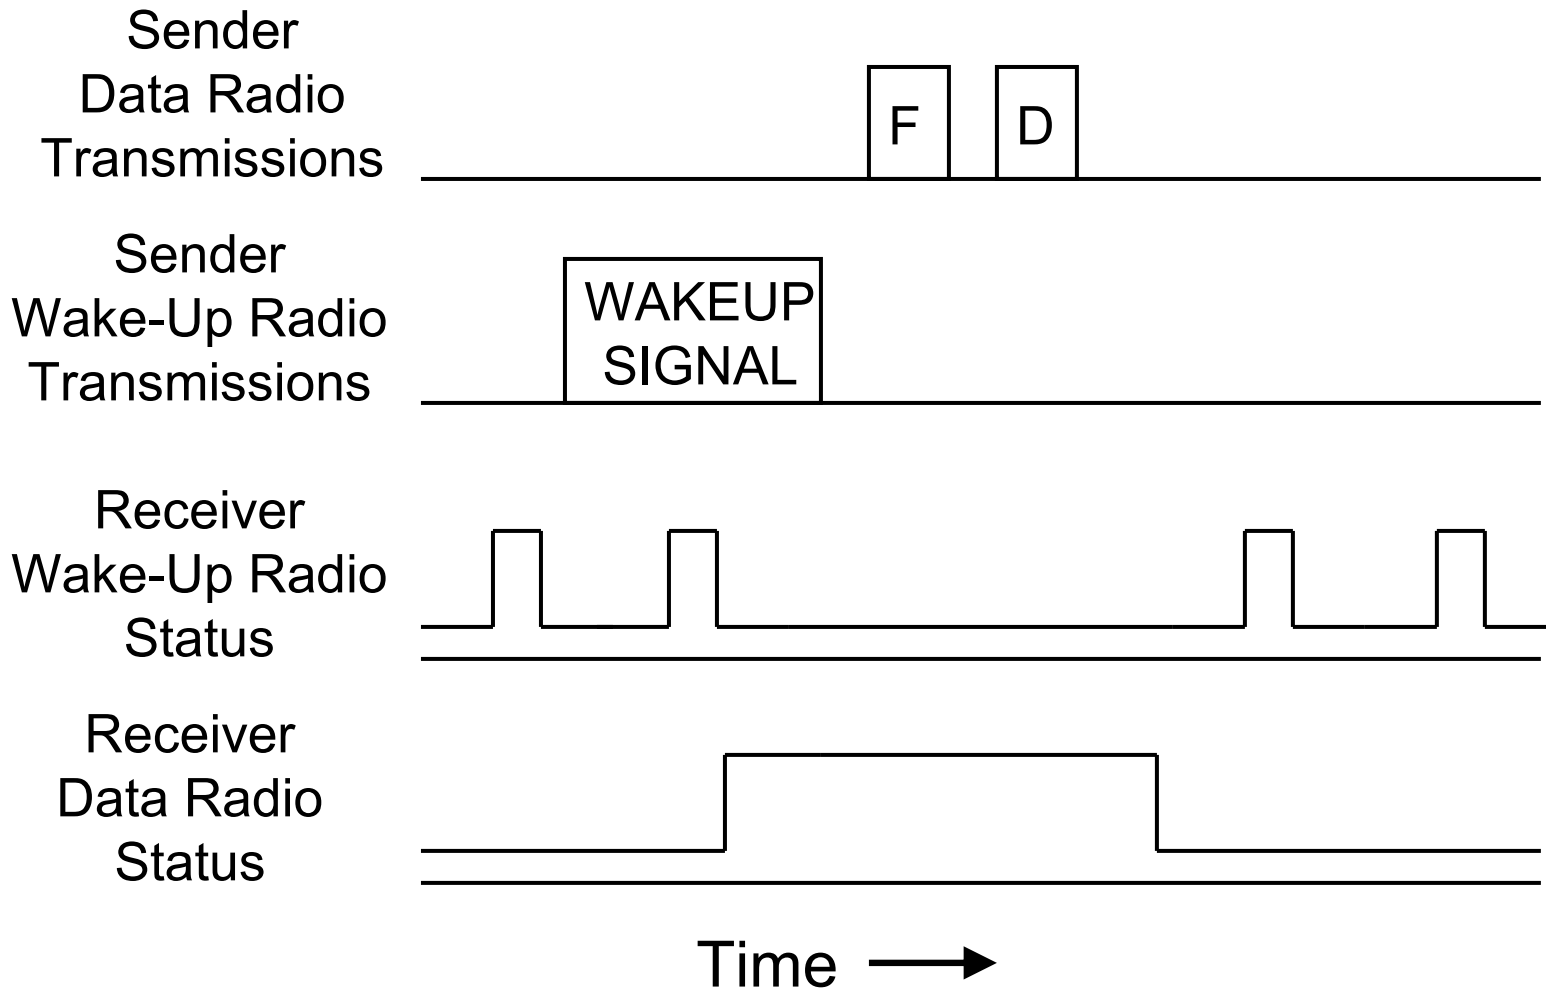 Sender
Data Radio
Transmissions
F D
Sender
Wake-Up Radio
Transmissions
WAKEUP
SIGNAL
Receiver
Wake-Up Radio
Status
Receiver
Data Radio
Status
Time